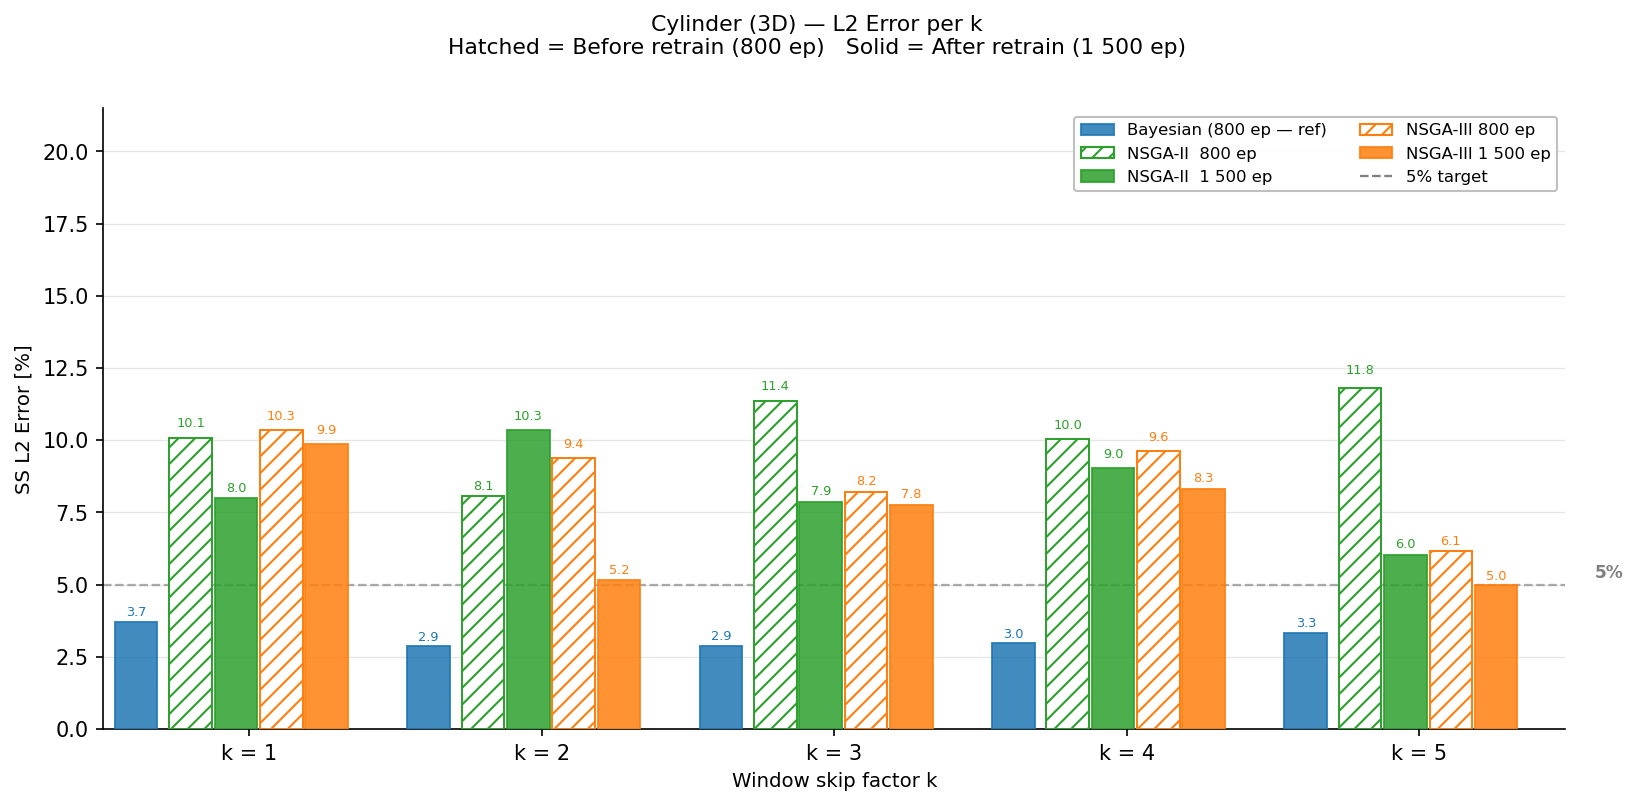 Cylinder (3D) — L2 Error per k
Hatched = Before retrain (800 ep)   Solid = After retrain (1 500 ep)
Bayesian (800 ep — ref)
NSGA-II  800 ep
NSGA-II  1 500 ep
NSGA-III 800 ep
NSGA-III 1 500 ep
5% target
SS L2 Error [%]
20.0
17.5
15.0
12.5
10.0
7.5
5.0
2.5
0.0
3.7
10.1
8.0
10.3
9.9
2.9
8.1
10.3
9.4
5.2
2.9
11.4
7.9
8.2
7.8
3.0
10.0
9.0
9.6
8.3
3.3
11.8
6.0
6.1
5.0
5%
k = 1
k = 2
k = 3
k = 4
k = 5
Window skip factor k